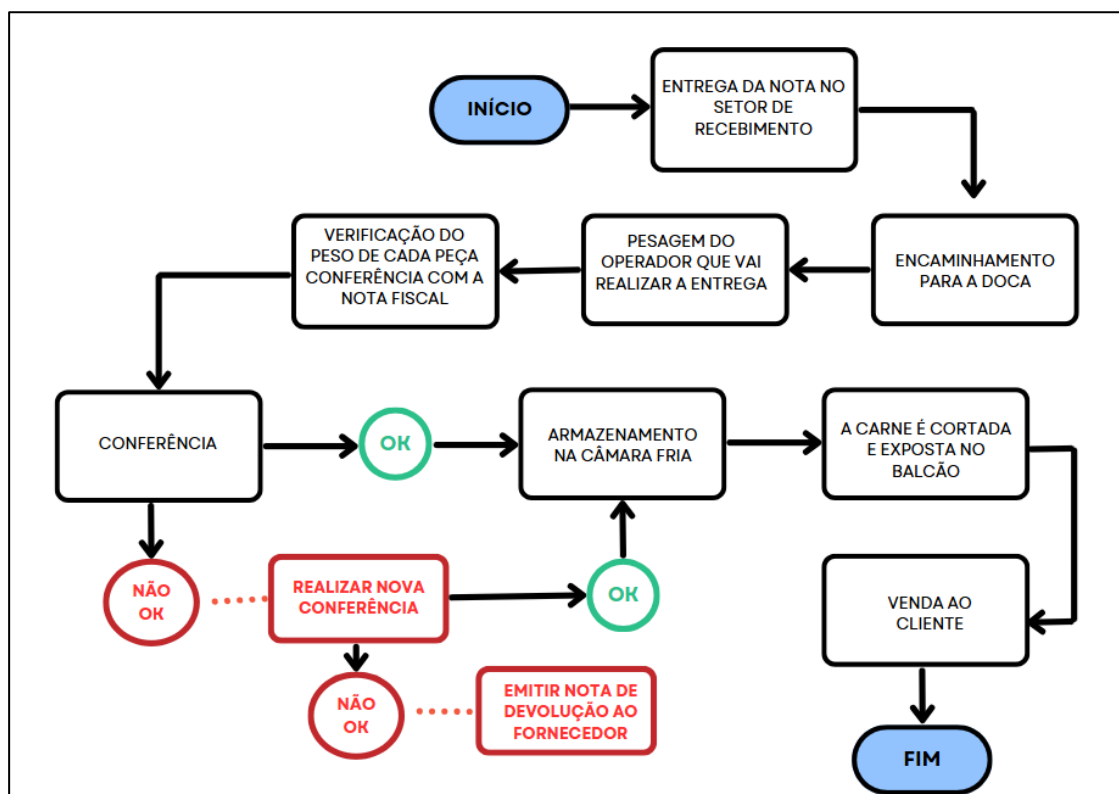 INÍCIO
ENTREGA DA NOTA NO
SETOR DE
RECEBIMENTO
ENCAMINHAMENTO
PARA A DOCA
PESAGEM DO
OPERADOR QUE VAI
REALIZAR A ENTREGA
VERIFICAÇÃO DO
PESO DE CADA PEÇA
CONFERÊNCIA COM A
NOTA FISCAL
CONFERÊNCIA
OK
ARMAZENAMENTO
NA CÂMARA FRIA
A CARNE É CORTADA
E EXPOSTA NO
BALCÃO
NÃO
OK
REALIZAR NOVA
CONFERÊNCIA
OK
NÃO
OK
EMITIR NOTA DE
DEVOLUÇÃO AO
FORNECEDOR
VENDA AO
CLIENTE
FIM